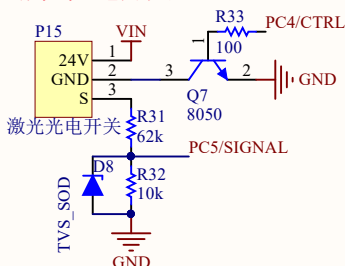 P15
VIN
24V
1
GND
2
S
3
激光光电开关
R33
100
PC4/CTRL
1
3
2
Q7
8050
GND
R31
62k
PC5/SIGNAL
D8
TVS_SOD
R32
10k
GND